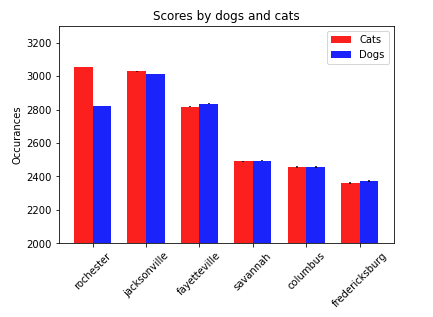 Scores by dogs and cats
Cats
Dogs
Occurances
3200
3000
2800
2600
2400
2200
2000
rochester
jacksonville
fayetteville
savannah
columbus
fredericksburg